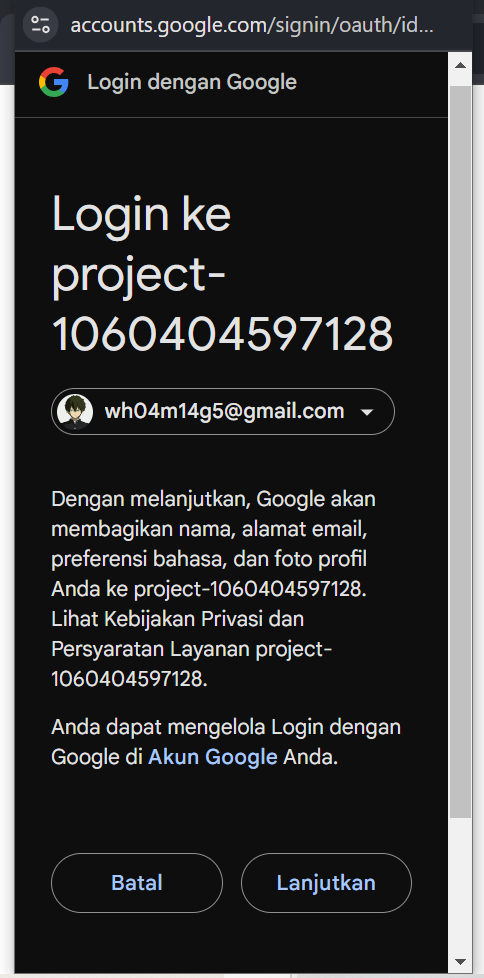 accounts.google.com/signin/oauth/id...
Login dengan Google
Login ke
project-
1060404597128
wh04m14g5@gmail.com
Dengan melanjutkan, Google akan
membagikan nama, alamat email,
preferensi bahasa, dan foto profil
Anda ke project-1060404597128.
Lihat Kebijakan Privasi dan
Persyaratan Layanan project-
1060404597128.
Anda dapat mengelola Login dengan
Google di Akun Google Anda.
Batal Lanjutkan